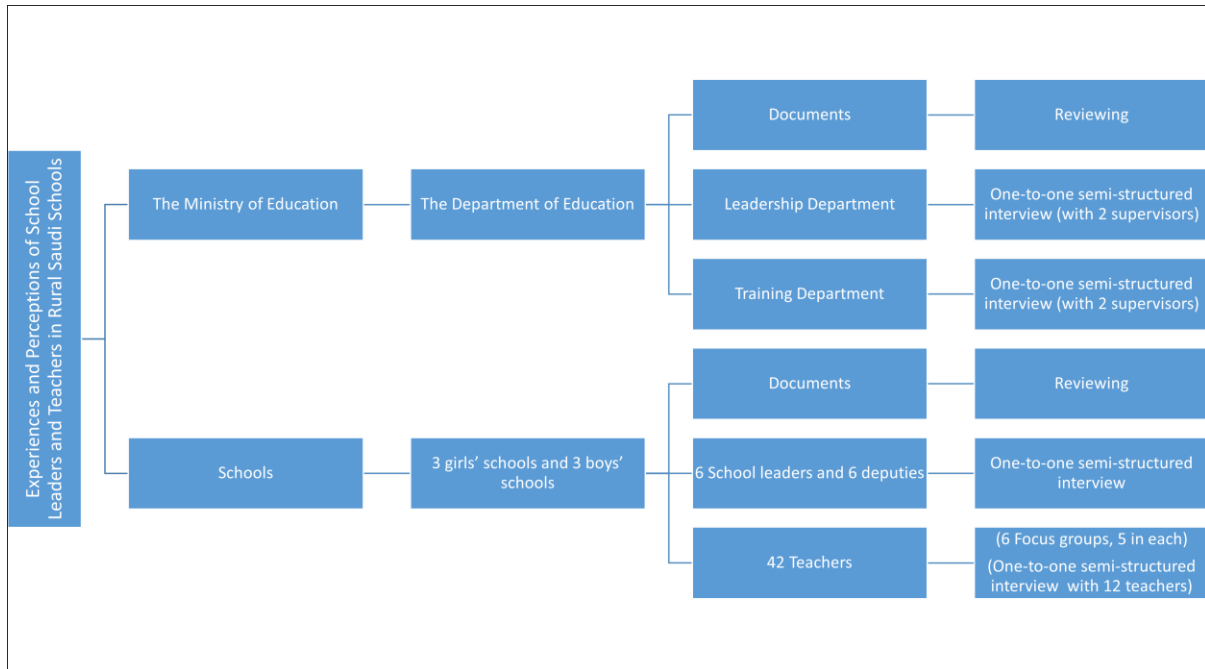 Experiences and Perceptions of School
Leaders and Teachers in Rural Saudi Schools
The Ministry of Education
The Department of Education
Documents
Reviewing
Leadership Department
One-to-one semi-structured
interview (with 2 supervisors)
Training Department
One-to-one semi-structured
interview (with 2 supervisors)
Schools
3 girls’ schools and 3 boys’
schools
Documents
Reviewing
6 School leaders and 6 deputies
One-to-one semi-structured
interview
42 Teachers
(6 Focus groups, 5 in each)
(One-to-one semi-structured
interview with 12 teachers)